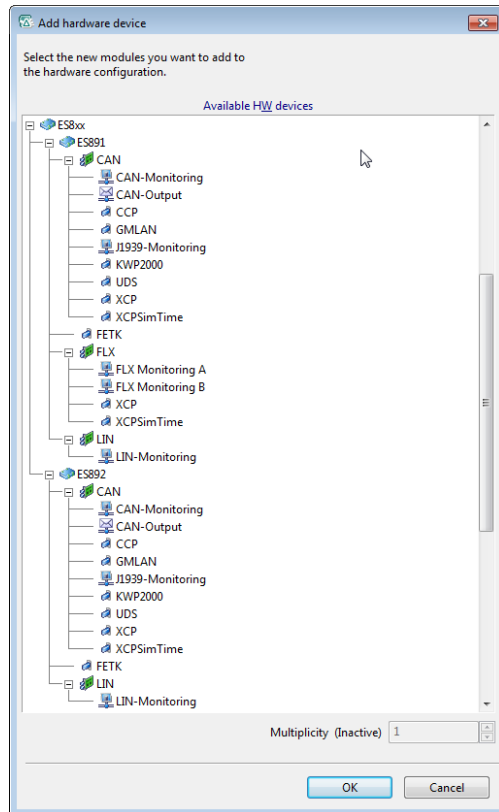 Add hardware device
Select the new modules you want to add to
the hardware configuration.
Available HW devices
ES8xx
ES891
CAN
CAN-Monitoring
CAN-Output
CCP
GMLAN
J1939-Monitoring
KWP2000
UDS
XCP
XCPSimTime
FETK
FLX
FLX Monitoring A
FLX Monitoring B
XCP
XCPSimTime
LIN
LIN-Monitoring
ES892
CAN
CAN-Monitoring
CAN-Output
CCP
GMLAN
J1939-Monitoring
KWP2000
UDS
XCP
XCPSimTime
FETK
LIN
LIN-Monitoring
Multiplicity (Inactive) 1
OK Cancel